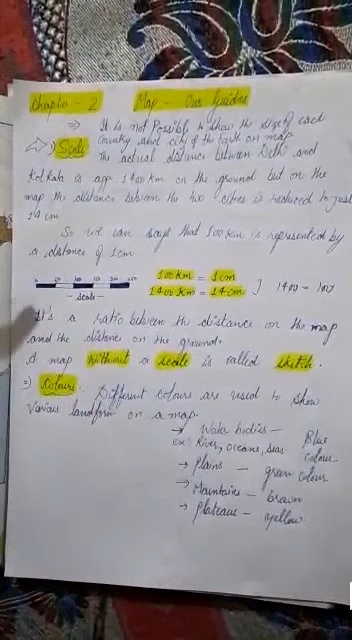 Chapter - 2 Map - Our Guides
⇒ It is not Possible to show the size of each
country and city of the Earth on map
1) Scale The actual distance between Delhi and
Kolkata is app 1400 km on the ground but on the
map the distance between the two cities is reduced to just
14 cm
So we can says that 100 km is represented by
a distance of 1 cm
100 km = 1 cm
1400 km = 14 cm ] 1400 ÷ 100
- Scale -
It's a ratio between the distance on the map
and the distance on the ground.
A map without a scale is called sketch.
2) Colours: Different colours are used to show
various landform on a map.
→ Water bodies -
ex: River, oceans, seas Blue colour
→ Plains - green colour
→ Mountains - brown
→ Plateaus - yellow